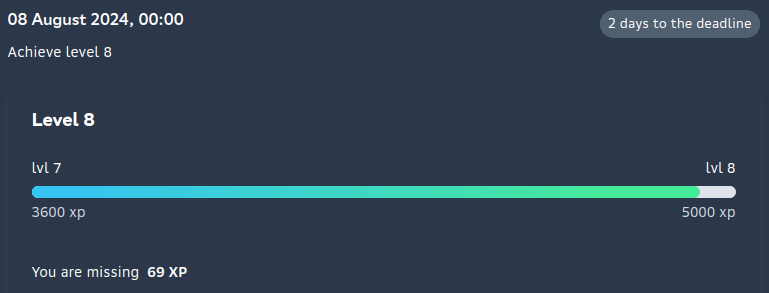 08 August 2024, 00:00
2 days to the deadline
Achieve level 8
Level 8
lvl 7
lvl 8
3600 xp
5000 xp
You are missing 69 XP